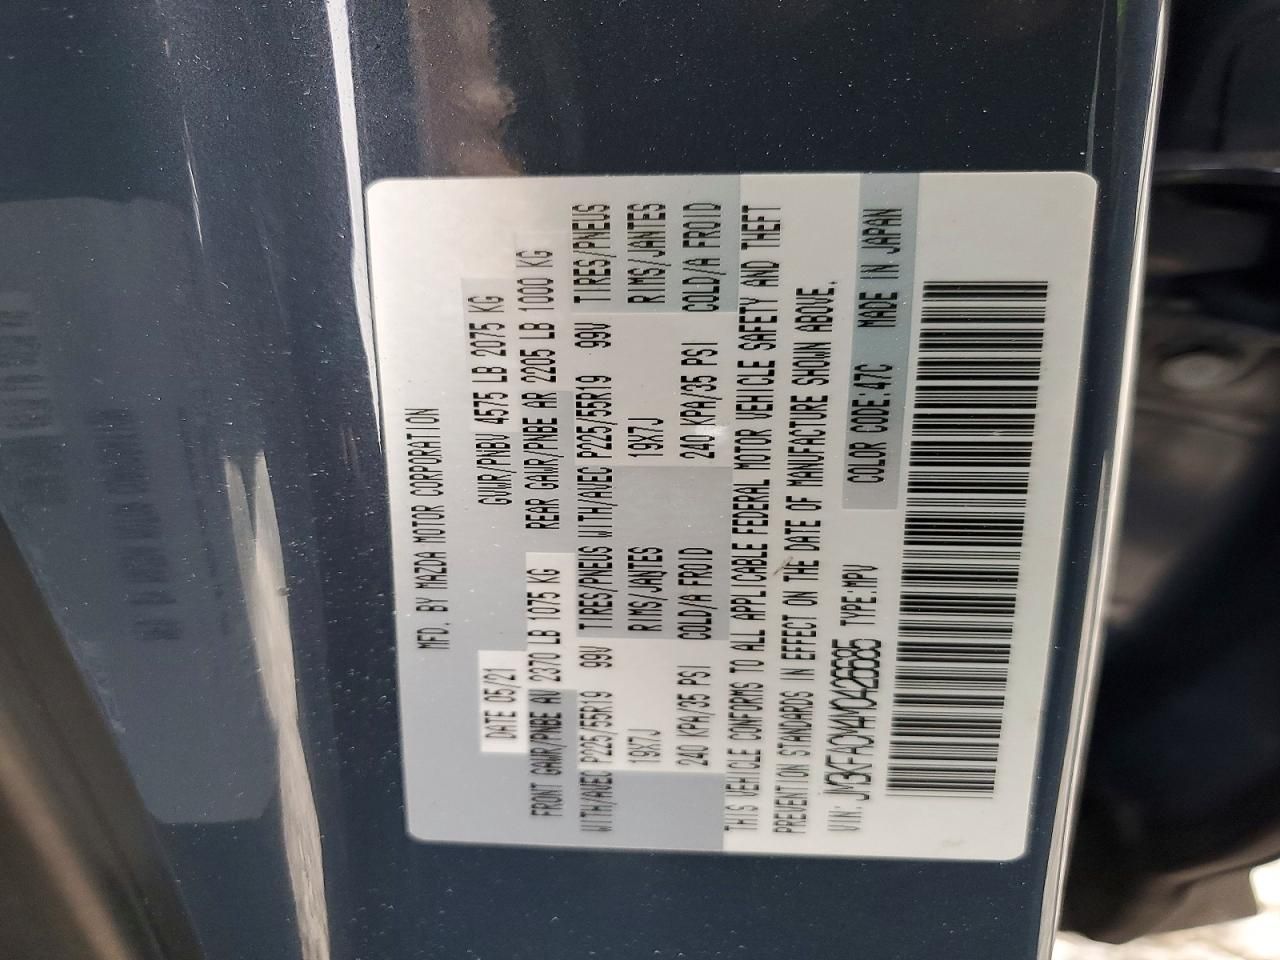 MFD. BY MAZDA MOTOR CORPORATION
DATE 05/21 GVWR/PNBV 4575 LB 2075 KG
FRONT GAWR/PNBE AV 2370 LB 1075 KG REAR GAWR/PNBE AR 2205 LB 1000 KG
WITH/AVEC P225/55R19 99V TIRES/PNEUS WITH/AVEC P225/55R19 99V TIRES/PNEUS
19X7J RIMS/JANTES 19X7J RIMS/JANTES
240 KPA/35 PSI COLD/A FROID 240 KPA/35 PSI COLD/A FROID
THIS VEHICLE CONFORMS TO ALL APPLICABLE FEDERAL MOTOR VEHICLE SAFETY AND THEFT
PREVENTION STANDARDS IN EFFECT ON THE DATE OF MANUFACTURE SHOWN ABOVE.
VIN: JM3KFACM4M0426685 TYPE:MPV COLOR CODE:47C MADE IN JAPAN